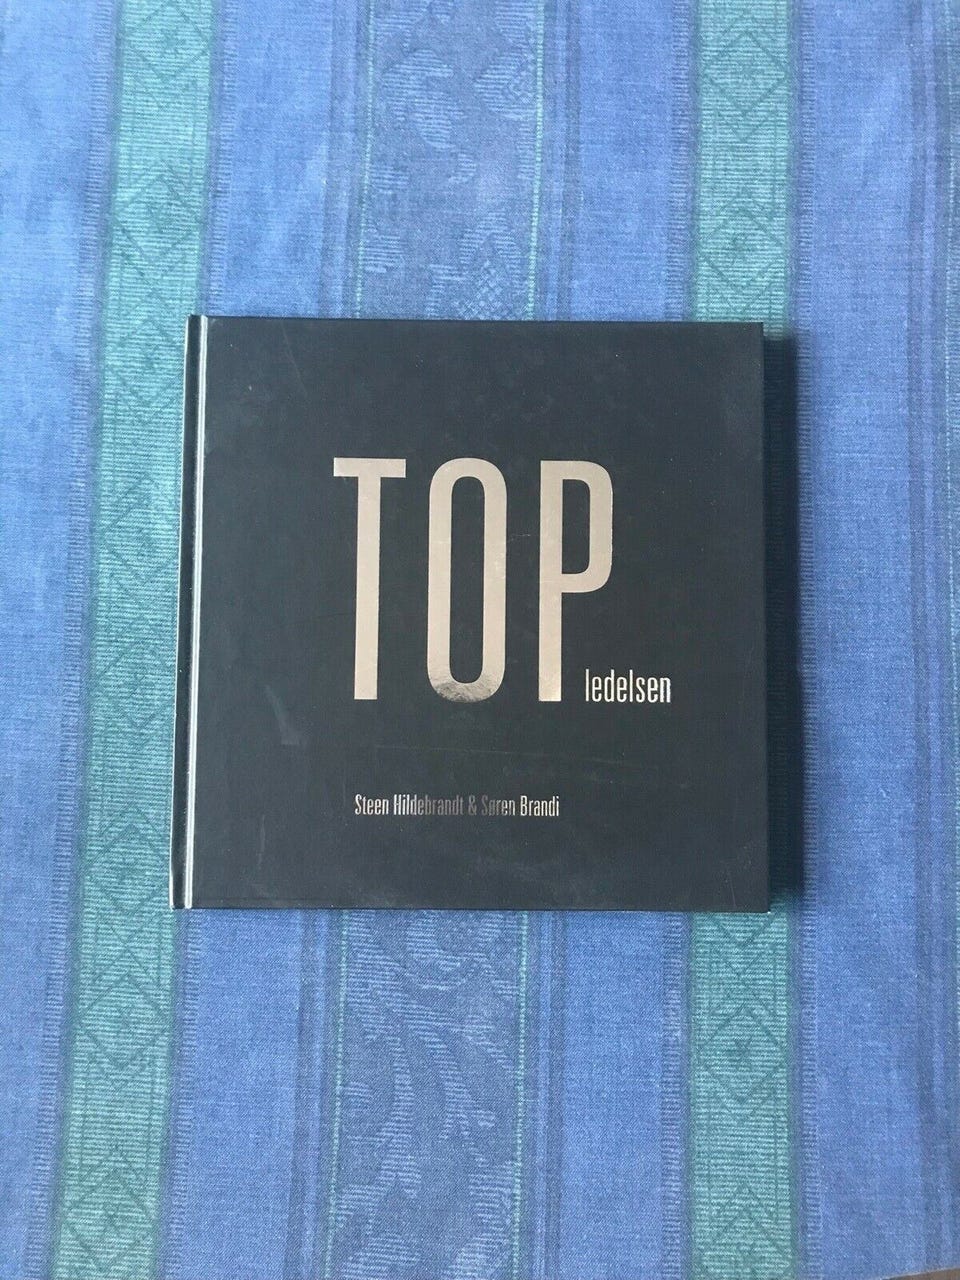 TOP
ledelsen
Steen Hildebrandt & Søren Brandi